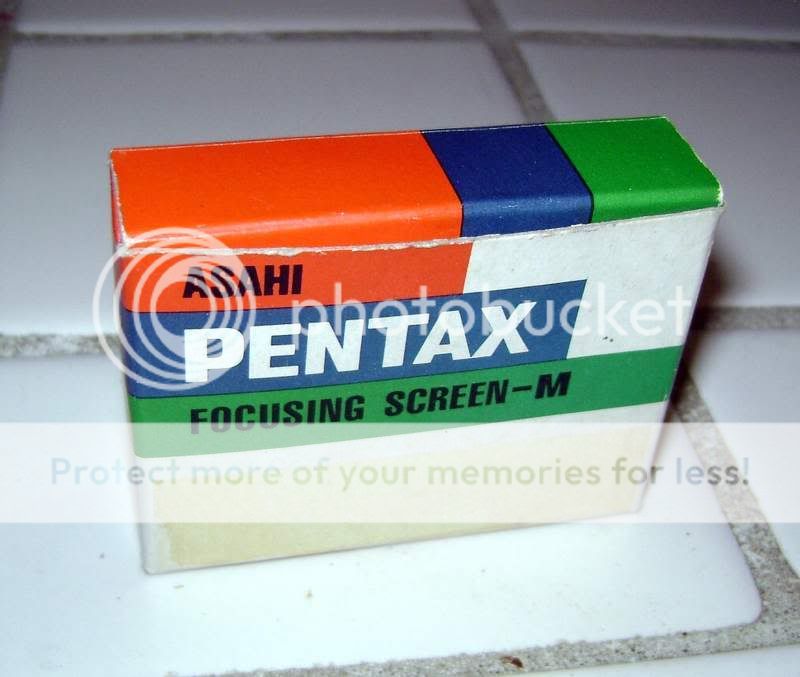 ASAHI
photobucket
PENTAX
FOCUSING SCREEN-M
Protect more of your memories for less!